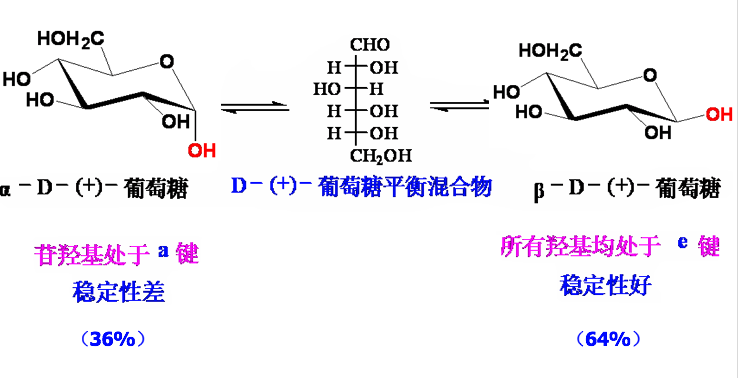 HOH₂C
O
HO
HO
OH
OH
CHO
H OH
HO H
H OH
H OH
CH₂OH
HOH₂C
O
HO
HO
OH
OH
α－D－(+)－葡萄糖
D－(+)－葡萄糖平衡混合物
β－D－(+)－葡萄糖
苷羟基处于 a 键
稳定性差
（36%）
所有羟基均处于 e 键
稳定性好
（64%）